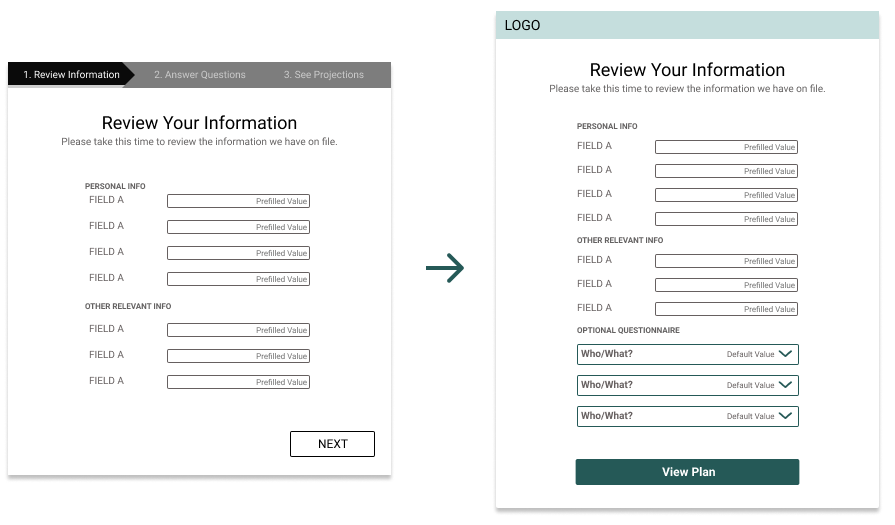 1. Review Information 2. Answer Questions 3. See Projections
Review Your Information
Please take this time to review the information we have on file.
PERSONAL INFO
FIELD A Prefilled Value
FIELD A Prefilled Value
FIELD A Prefilled Value
FIELD A Prefilled Value
OTHER RELEVANT INFO
FIELD A Prefilled Value
FIELD A Prefilled Value
FIELD A Prefilled Value
NEXT
LOGO
Review Your Information
Please take this time to review the information we have on file.
PERSONAL INFO
FIELD A Prefilled Value
FIELD A Prefilled Value
FIELD A Prefilled Value
FIELD A Prefilled Value
OTHER RELEVANT INFO
FIELD A Prefilled Value
FIELD A Prefilled Value
FIELD A Prefilled Value
OPTIONAL QUESTIONNAIRE
Who/What? Default Value
Who/What? Default Value
Who/What? Default Value
View Plan